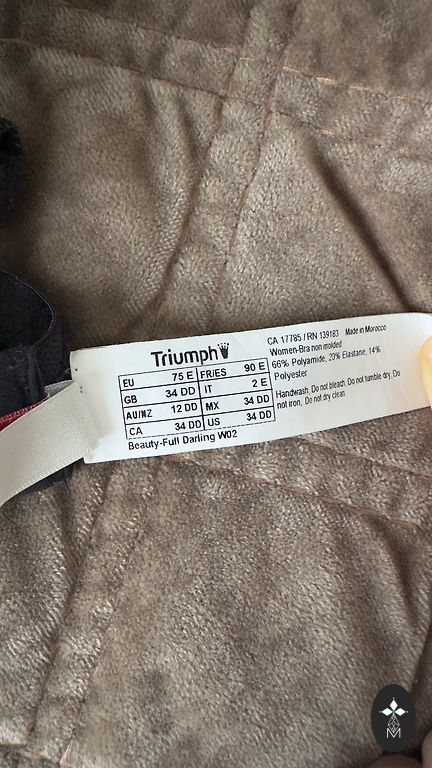 Triumph
EU 75 E FR/ES 90 E
GB 34 DD IT 2 E
AU/NZ 12 DD MX 34 DD
CA 34 DD US 34 DD
Beauty-Full Darling W02
CA 17785 / RN 139183 Made in Morocco
Women-Bra non molded
66% Polyamide, 20% Elastane, 14%
Polyester
Handwash, Do not bleach, Do not tumble dry, Do
not iron, Do not dry clean
M